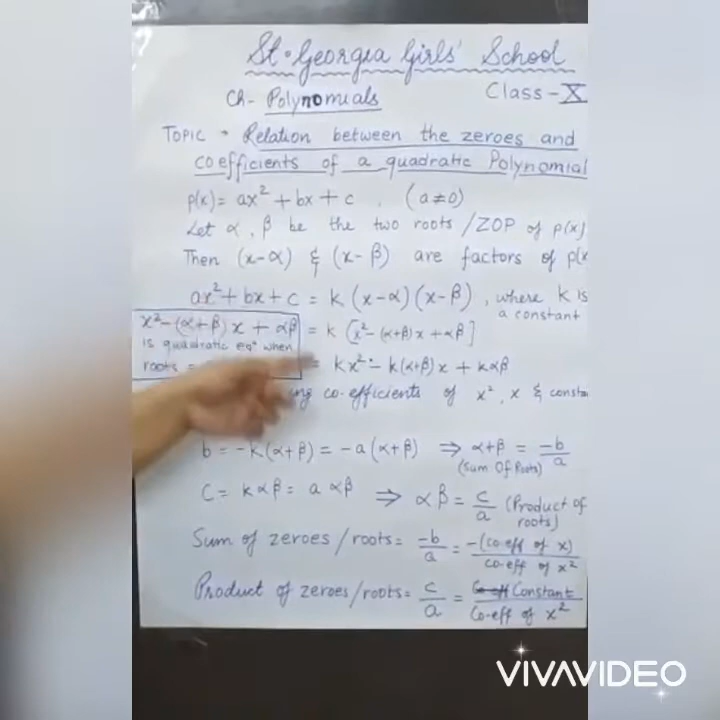 St. Georgia Girls' School
Ch- Polynomials Class-X
TOPIC • Relation between the zeroes and
coefficients of a quadratic Polynomial
p(x) = ax² + bx + c , (a≠0)
Let α, β be the two roots/ZOP of p(x)
Then (x-α) & (x-β) are factors of p(x
ax² + bx + c = k (x-α)(x-β), where k is
a constant
x² - (α+β)x + αβ = k [x² - (α+β)x + αβ]
is quadratic eqⁿ when
roots = = kx² - k(α+β)x + kαβ
ing co-efficients of x², x & consta
b = -k(α+β) = -a(α+β) ⇒ α+β = -b/a
(Sum Of Roots)
C = kαβ = a αβ ⇒ αβ = c/a (Product of
roots)
Sum of zeroes/roots = -b/a = -(co-eff of x)/co-eff of x²
Product of zeroes/roots = c/a = Constant/Co-eff of x²
VIVAVIDEO